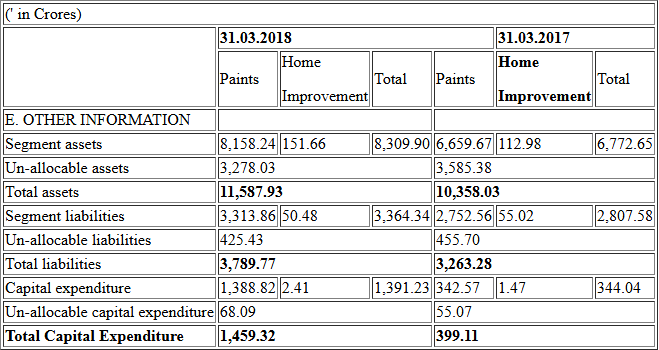 (' in Crores)
31.03.2018 31.03.2017
Paints Home Improvement Total Paints Home Improvement Total
E. OTHER INFORMATION
Segment assets 8,158.24 151.66 8,309.90 6,659.67 112.98 6,772.65
Un-allocable assets 3,278.03 3,585.38
Total assets 11,587.93 10,358.03
Segment liabilities 3,313.86 50.48 3,364.34 2,752.56 55.02 2,807.58
Un-allocable liabilities 425.43 455.70
Total liabilities 3,789.77 3,263.28
Capital expenditure 1,388.82 2.41 1,391.23 342.57 1.47 344.04
Un-allocable capital expenditure 68.09 55.07
Total Capital Expenditure 1,459.32 399.11